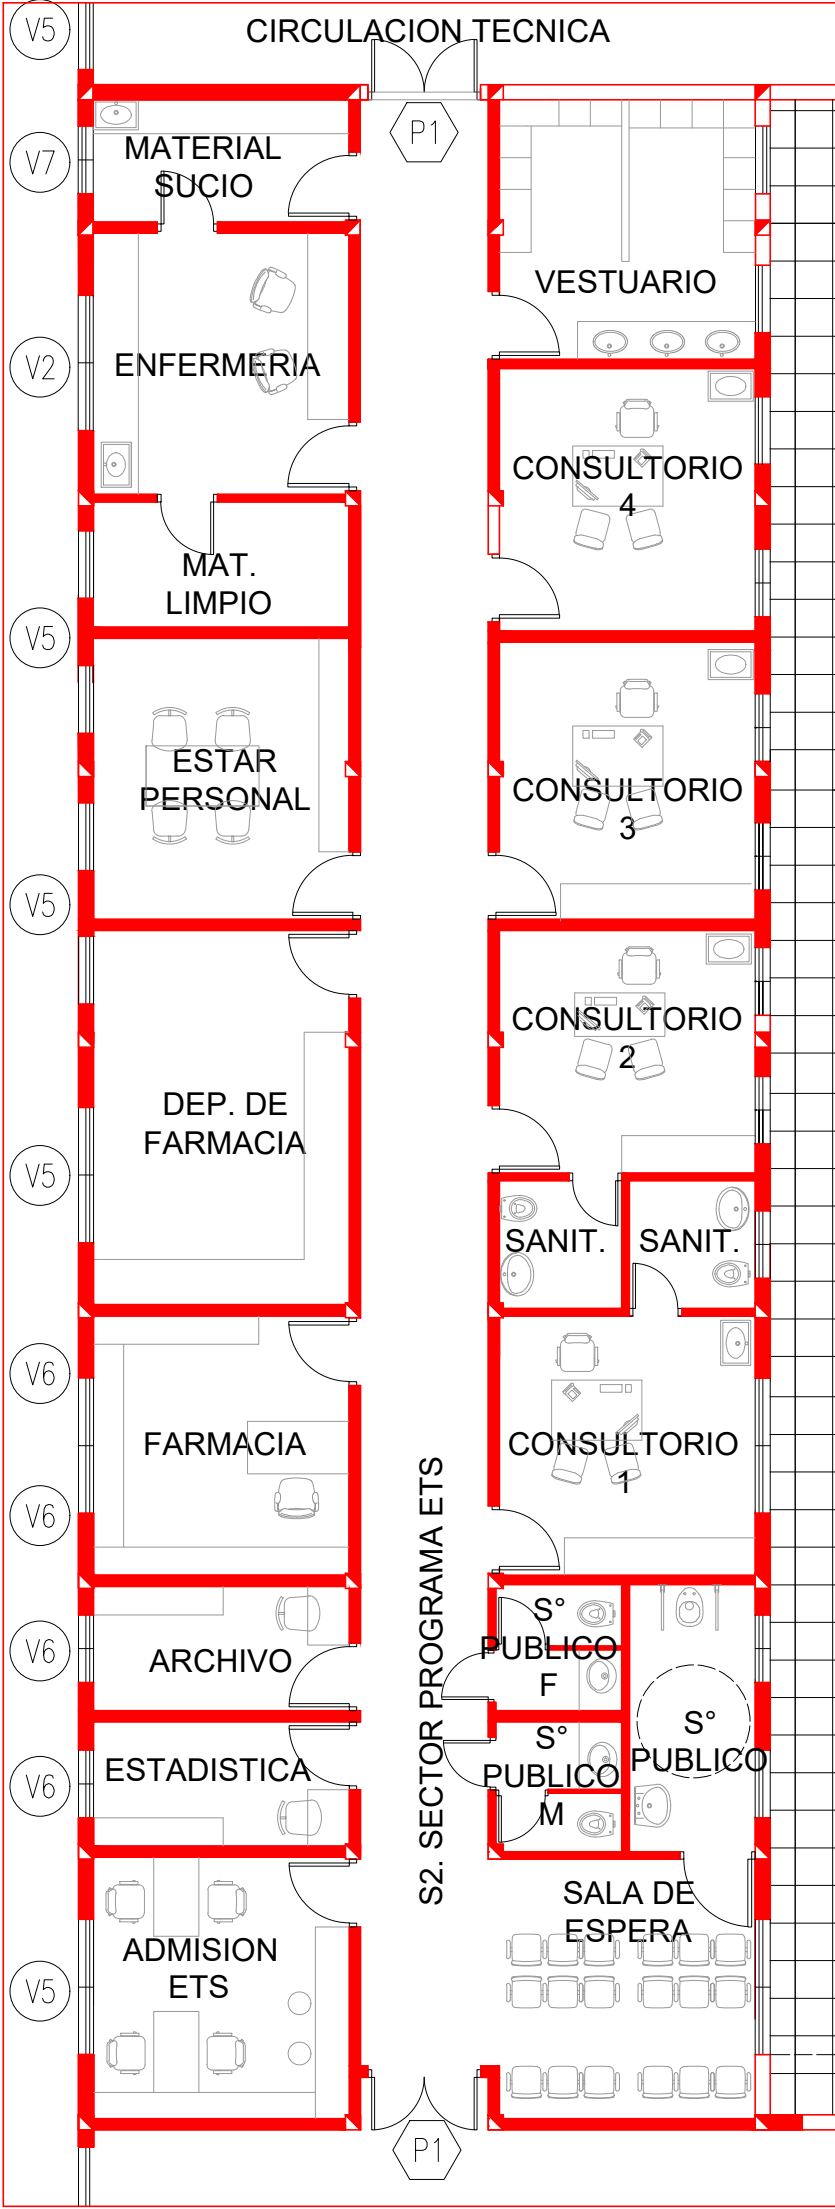 V5
CIRCULACION TECNICA
P1
V7
MATERIAL
SUCIO
VESTUARIO
V2
ENFERMERIA
CONSULTORIO
4
MAT.
LIMPIO
V5
ESTAR
PERSONAL
CONSULTORIO
3
V5
CONSULTORIO
2
DEP. DE
FARMACIA
V5
SANIT.
SANIT.
V6
FARMACIA
CONSULTORIO
1
V6
S2. SECTOR PROGRAMA ETS
S°
PUBLICO
F
V6
ARCHIVO
S°
PUBLICO
S°
PUBLICO
M
V6
ESTADISTICA
SALA DE
ESPERA
ADMISION
ETS
V5
P1